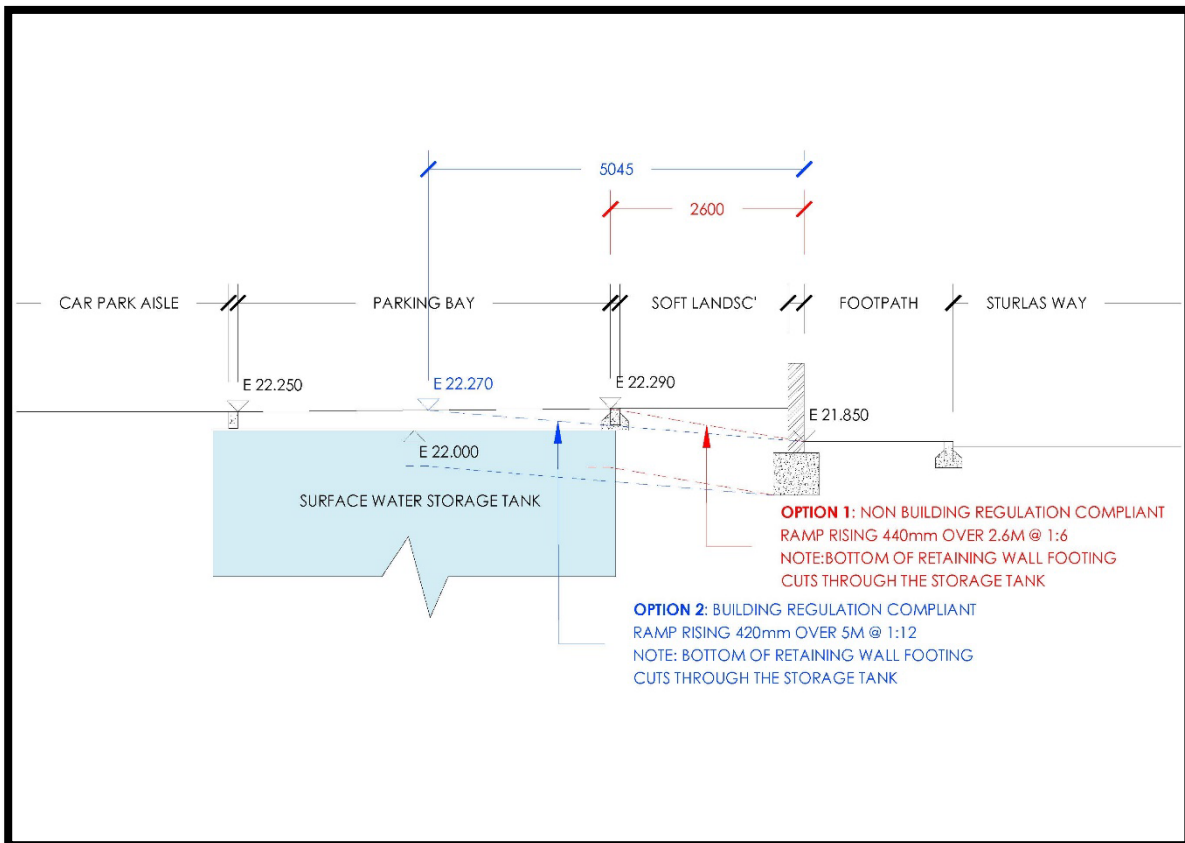 5045
2600
CAR PARK AISLE
PARKING BAY
SOFT LANDSC'
FOOTPATH
STURLAS WAY
E 22.250
E 22.270
E 22.290
E 21.850
E 22.000
SURFACE WATER STORAGE TANK
OPTION 1: NON BUILDING REGULATION COMPLIANT
RAMP RISING 440mm OVER 2.6M @ 1:6
NOTE:BOTTOM OF RETAINING WALL FOOTING
CUTS THROUGH THE STORAGE TANK
OPTION 2: BUILDING REGULATION COMPLIANT
RAMP RISING 420mm OVER 5M @ 1:12
NOTE: BOTTOM OF RETAINING WALL FOOTING
CUTS THROUGH THE STORAGE TANK